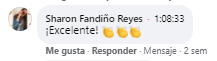 Sharon Fandiño Reyes · 1:08:33
¡Excelente! 👏👏👏
Me gusta · Responder · Mensaje · 2 sem